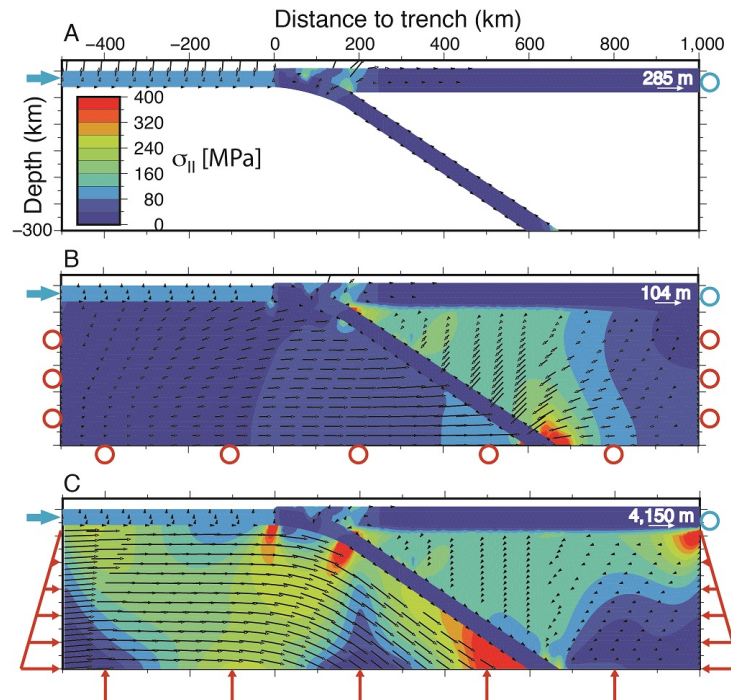 Distance to trench (km)
A
−400 −200 0 200 400 600 800 1,000
285 m
400
320
240
160
80
0
σ_II [MPa]
Depth (km)
−300
B
104 m
C
4,150 m